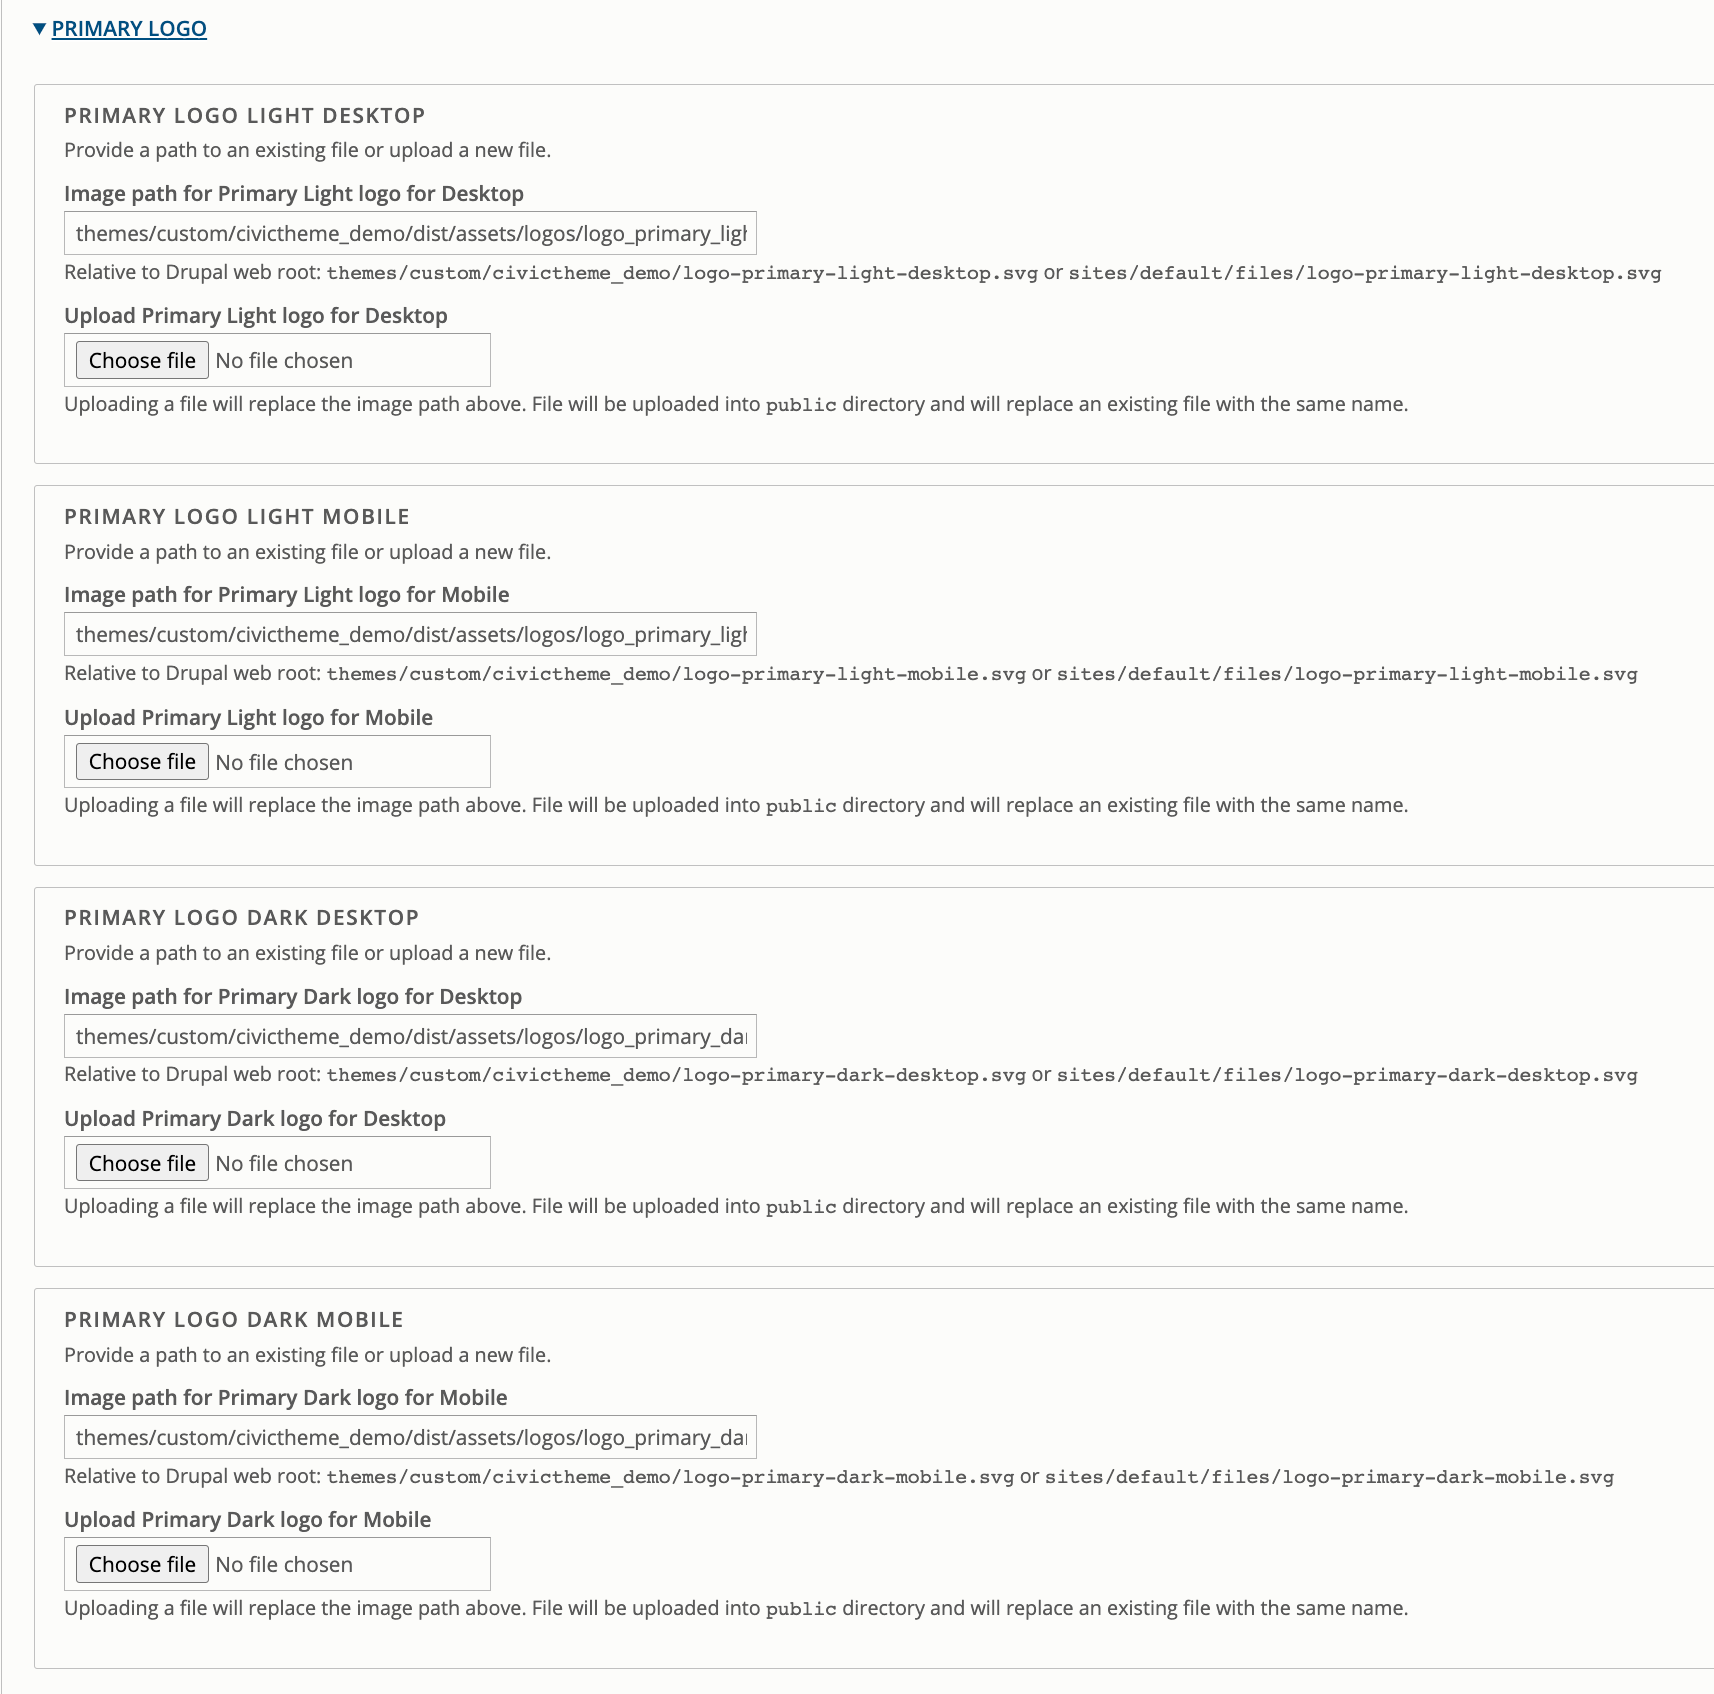 PRIMARY LOGO
PRIMARY LOGO LIGHT DESKTOP
Provide a path to an existing file or upload a new file.
Image path for Primary Light logo for Desktop
themes/custom/civictheme_demo/dist/assets/logos/logo_primary_ligh
Relative to Drupal web root: themes/custom/civictheme_demo/logo-primary-light-desktop.svg or sites/default/files/logo-primary-light-desktop.svg
Upload Primary Light logo for Desktop
Choose file No file chosen
Uploading a file will replace the image path above. File will be uploaded into public directory and will replace an existing file with the same name.
PRIMARY LOGO LIGHT MOBILE
Provide a path to an existing file or upload a new file.
Image path for Primary Light logo for Mobile
themes/custom/civictheme_demo/dist/assets/logos/logo_primary_ligh
Relative to Drupal web root: themes/custom/civictheme_demo/logo-primary-light-mobile.svg or sites/default/files/logo-primary-light-mobile.svg
Upload Primary Light logo for Mobile
Choose file No file chosen
Uploading a file will replace the image path above. File will be uploaded into public directory and will replace an existing file with the same name.
PRIMARY LOGO DARK DESKTOP
Provide a path to an existing file or upload a new file.
Image path for Primary Dark logo for Desktop
themes/custom/civictheme_demo/dist/assets/logos/logo_primary_dar
Relative to Drupal web root: themes/custom/civictheme_demo/logo-primary-dark-desktop.svg or sites/default/files/logo-primary-dark-desktop.svg
Upload Primary Dark logo for Desktop
Choose file No file chosen
Uploading a file will replace the image path above. File will be uploaded into public directory and will replace an existing file with the same name.
PRIMARY LOGO DARK MOBILE
Provide a path to an existing file or upload a new file.
Image path for Primary Dark logo for Mobile
themes/custom/civictheme_demo/dist/assets/logos/logo_primary_dar
Relative to Drupal web root: themes/custom/civictheme_demo/logo-primary-dark-mobile.svg or sites/default/files/logo-primary-dark-mobile.svg
Upload Primary Dark logo for Mobile
Choose file No file chosen
Uploading a file will replace the image path above. File will be uploaded into public directory and will replace an existing file with the same name.